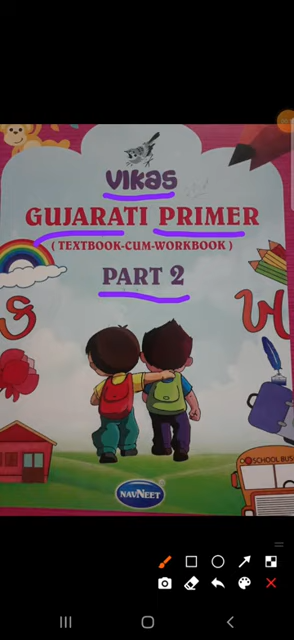 VIKAS
GUJARATI PRIMER
( TEXTBOOK-CUM-WORKBOOK )
PART 2
ક
ખ
SCHOOL BUS
NAVNEET